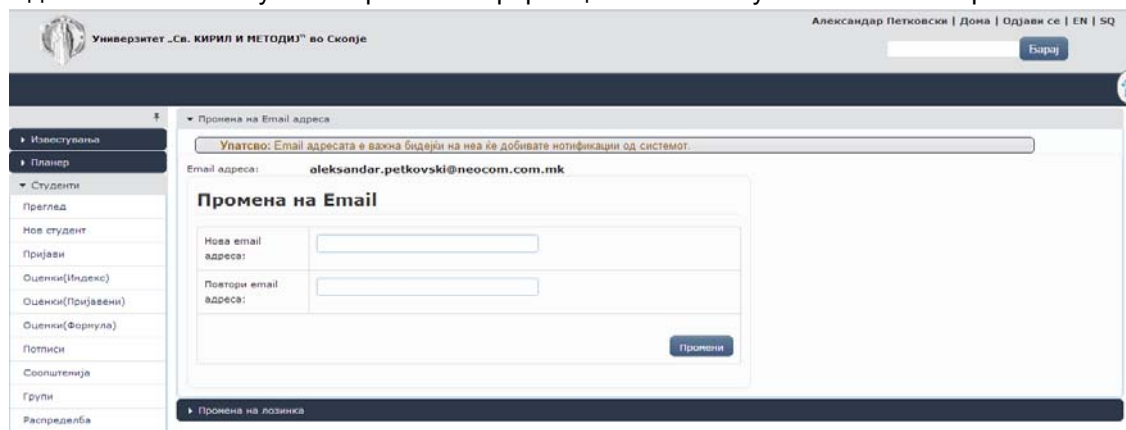 Александар Петковски | Дома | Одјави се | EN | SQ
Универзитет „Св. КИРИЛ И МЕТОДИЈ" во Скопје
Барај
Промена на Email адреса
Известувања
Упатсво: Email адресата е важна бидејќи на неа ќе добивате нотификации од системот.
Планер
Email адреса: aleksandar.petkovski@neocom.com.mk
Студенти
Преглед
Нов студент
Пријави
Оценки(Индекс)
Оценки(Пријавени)
Оценки(Формула)
Потписи
Соопштенија
Групи
Распределба
Промена на Email
Нова email
адреса:
Повтори email
адреса:
Промени
Промена на лозинка